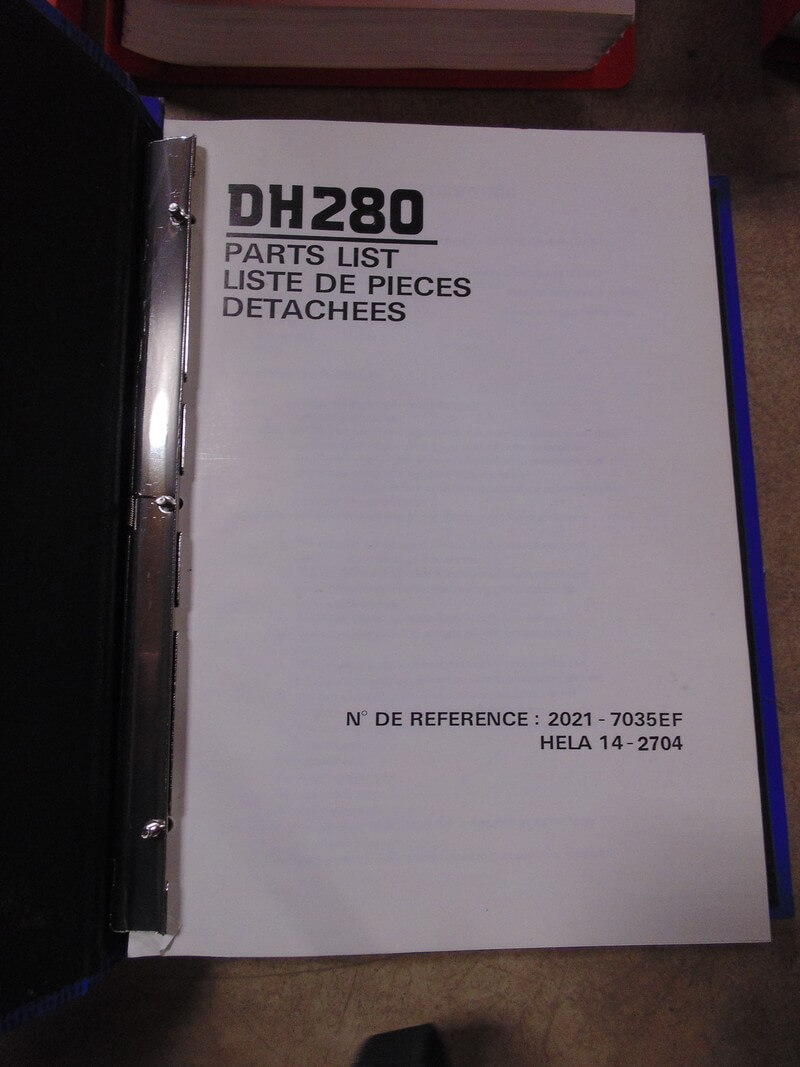 DH280
PARTS LIST
LISTE DE PIECES
DETACHEES
N° DE REFERENCE : 2021 - 7035EF
HELA 14 - 2704